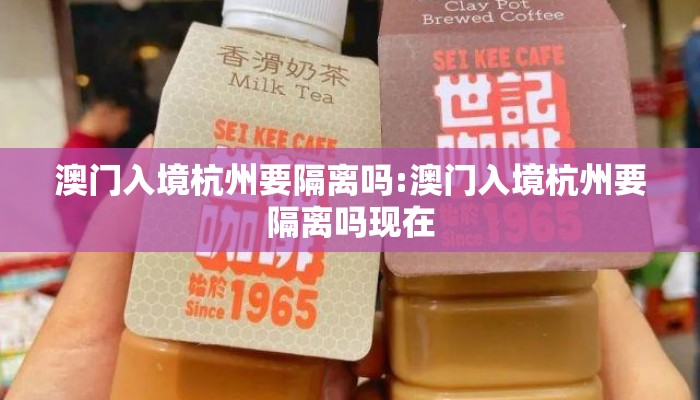 Clay Pot
Brewed Coffee
香滑奶茶
Milk Tea
SEI KEE CAFE
世記
咖啡
SEI KEE CAFE
世記
咖啡
澳门入境杭州要隔离吗:澳门入境杭州要
隔离吗现在
始於
Since 1965
Since 1965